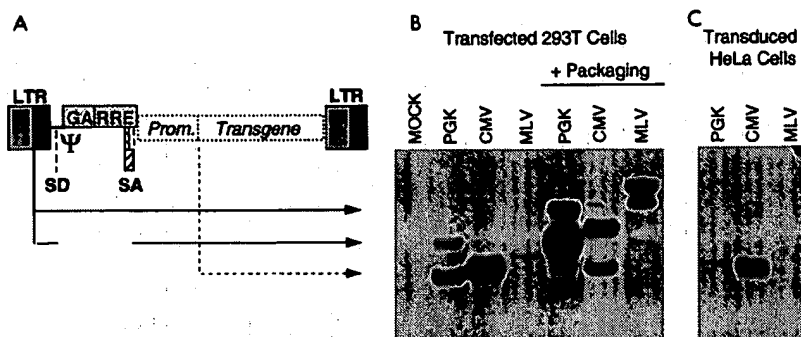 A
LTR
GA RRE
Prom.
Transgene
LTR
Ψ
SD
SA
B
Transfected 293T Cells
+ Packaging
MOCK
PGK
CMV
MLV
PGK
CMV
MLV
C
Transduced
HeLa Cells
PGK
CMV
MLV